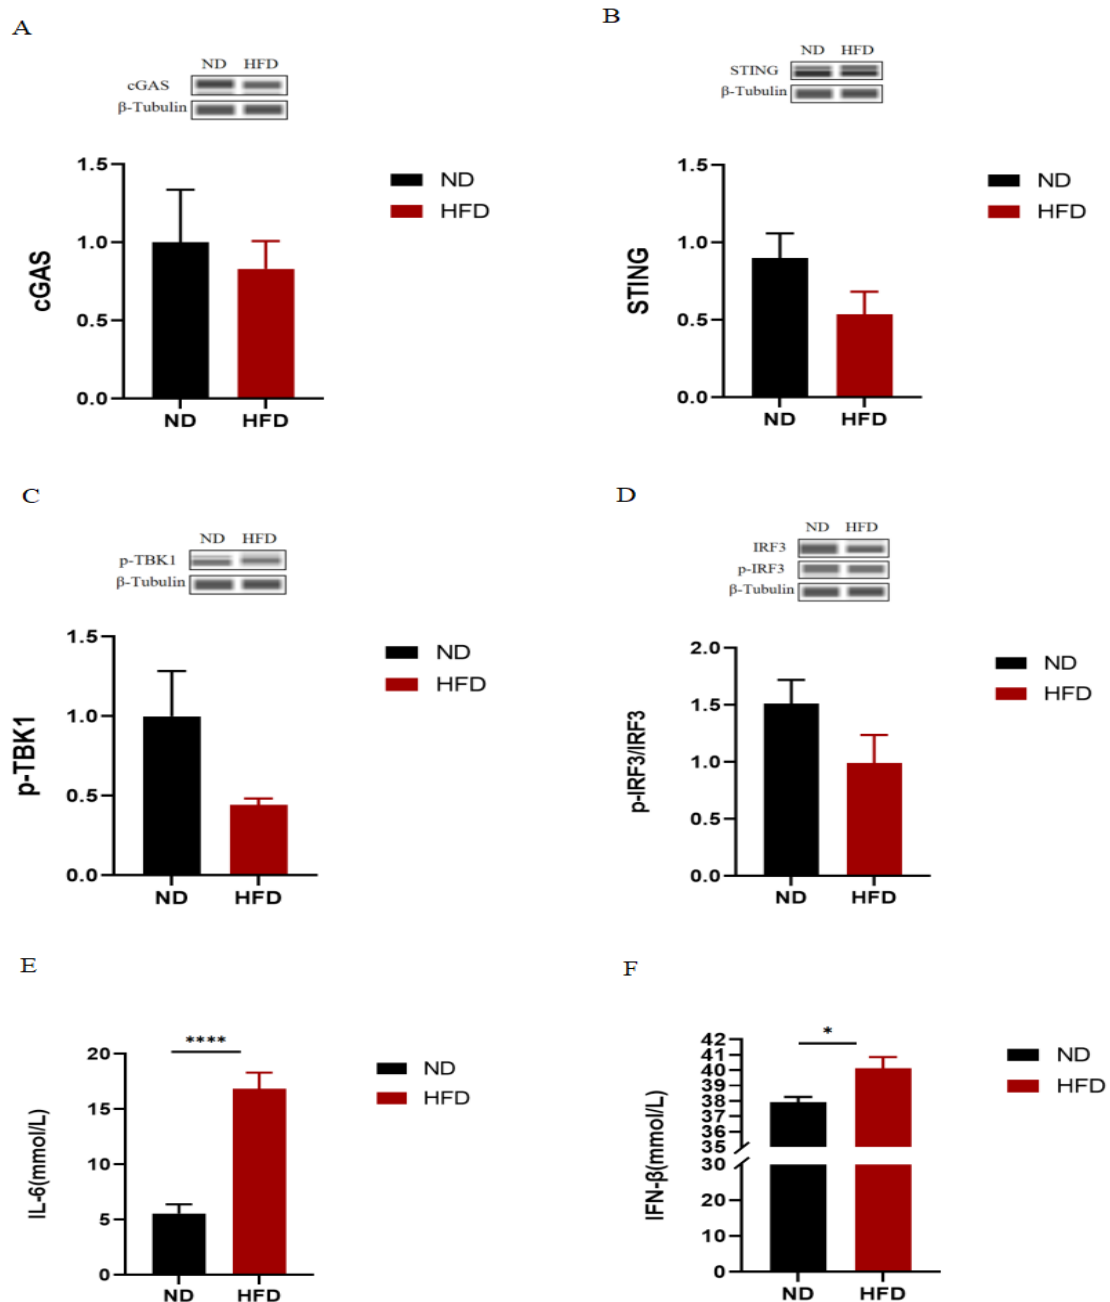 A
ND HFD
cGAS
β-Tubulin
1.5
1.0
0.5
0.0
cGAS
ND HFD
ND
HFD
B
ND HFD
STING
β-Tubulin
1.5
1.0
0.5
0.0
STING
ND HFD
ND
HFD
C
ND HFD
p-TBK1
β-Tubulin
1.5
1.0
0.5
0.0
p-TBK1
ND HFD
ND
HFD
D
ND HFD
IRF3
p-IRF3
β-Tubulin
2.0
1.5
1.0
0.5
0.0
p-IRF3/IRF3
ND HFD
ND
HFD
E
****
20
15
10
5
0
IL-6(mmol/L)
ND HFD
ND
HFD
F
*
42
41
40
39
38
37
36
35
30
20
10
0
IFN-β(mmol/L)
ND HFD
ND
HFD